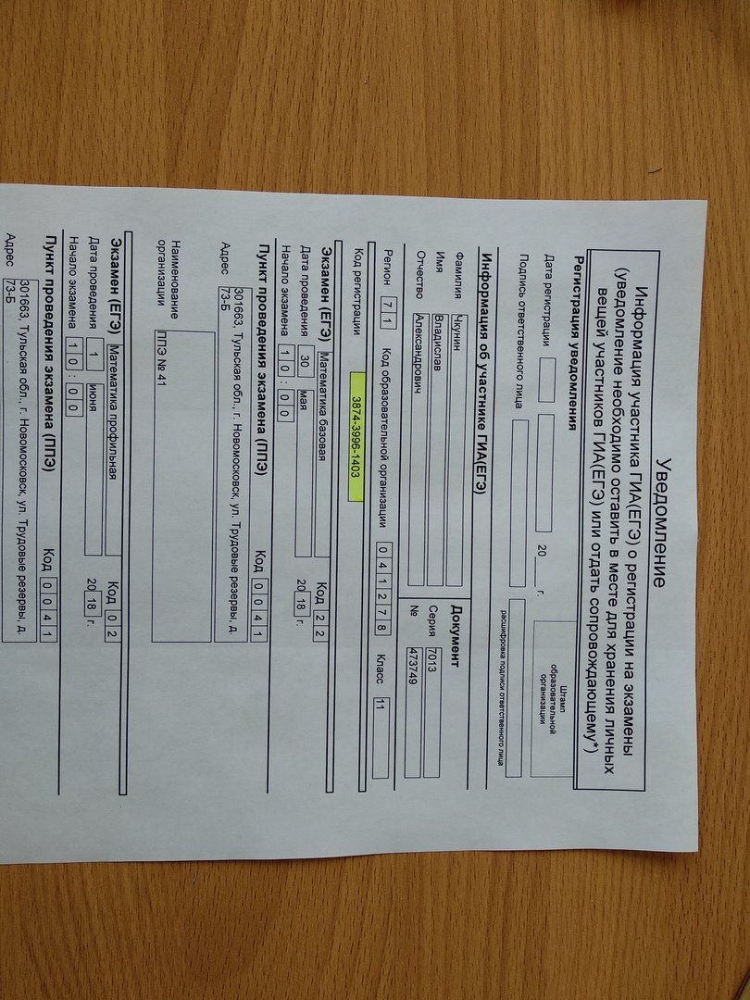 Уведомление
Информация участника ГИА(ЕГЭ) о регистрации на экзамены
(уведомление необходимо оставить в месте для хранения личных
вещей участников ГИА(ЕГЭ) или отдать сопровождающему*)
Регистрация уведомления
Дата регистрации 20 г.
Штамп
образовательной
организации
Подпись ответственного лица
расшифровка подписи ответственного лица
Информация об участнике ГИА(ЕГЭ)
Документ
Фамилия Чкунин
Имя Владислав
Серия 7013
Отчество Александрович
№ 473749
Регион 7 1 Код образовательной организации 0 4 1 2 7 8 Класс 11
Код регистрации 3874-3996-1403
Экзамен (ЕГЭ) Математика базовая Код 2 2
Дата проведения 30 мая 20 18 г.
Начало экзамена 1 0 : 0 0
Пункт проведения экзамена (ППЭ) Код 0 0 4 1
Адрес 301663, Тульская обл., г. Новомосковск, ул. Трудовые резервы, д.
73-Б
Наименование
организации ППЭ № 41
Экзамен (ЕГЭ) Математика профильная Код 0 2
Дата проведения 1 июня 20 18 г.
Начало экзамена 1 0 : 0 0
Пункт проведения экзамена (ППЭ) Код 0 0 4 1
Адрес 301663, Тульская обл., г. Новомосковск, ул. Трудовые резервы, д.
73-Б